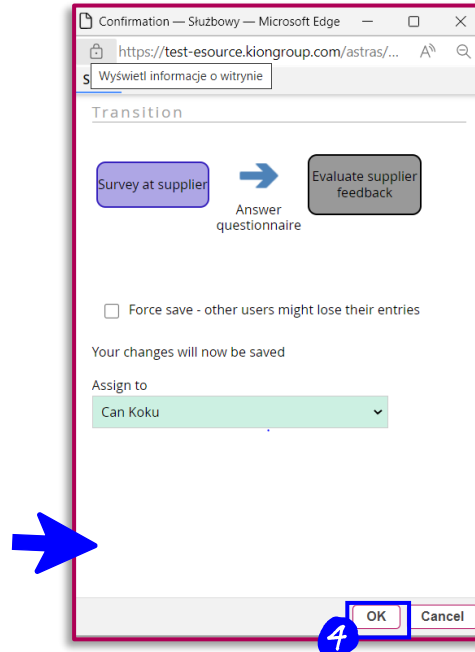 Confirmation — Służbowy — Microsoft Edge
https://test-esource.kiongroup.com/astras/...
Wyświetl informacje o witrynie
Transition
Survey at supplier
Answer
questionnaire
Evaluate supplier
feedback
Force save - other users might lose their entries
Your changes will now be saved
Assign to
Can Koku
OK
Cancel
4